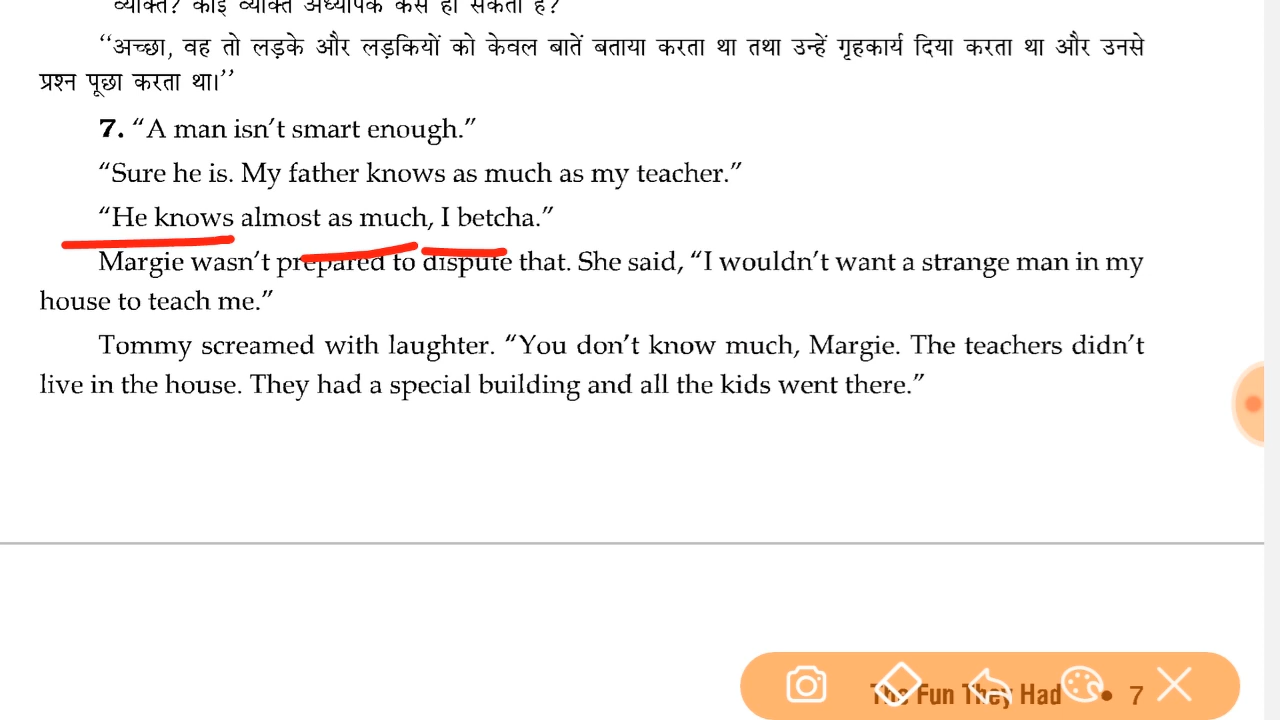 व्यक्ति? कोई व्यक्ति अध्यापक कैसे हो सकता है?
‘‘अच्छा, वह तो लड़के और लड़कियों को केवल बातें बताया करता था तथा उन्हें गृहकार्य दिया करता था और उनसे
प्रश्न पूछा करता था।’’
7. “A man isn’t smart enough.”
“Sure he is. My father knows as much as my teacher.”
“He knows almost as much, I betcha.”
Margie wasn’t prepared to dispute that. She said, “I wouldn’t want a strange man in my
house to teach me.”
Tommy screamed with laughter. “You don’t know much, Margie. The teachers didn’t
live in the house. They had a special building and all the kids went there.”
The Fun They Had • 7